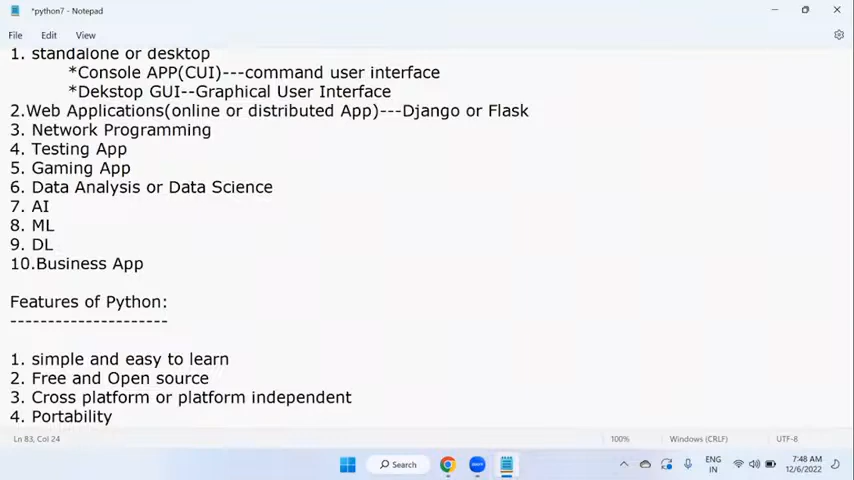 *python7 - Notepad
File Edit View
1. standalone or desktop
*Console APP(CUI)---command user interface
*Dekstop GUI--Graphical User Interface
2.Web Applications(online or distributed App)---Django or Flask
3. Network Programming
4. Testing App
5. Gaming App
6. Data Analysis or Data Science
7. AI
8. ML
9. DL
10.Business App
Features of Python:
---------------------
1. simple and easy to learn
2. Free and Open source
3. Cross platform or platform independent
4. Portability
Ln 83, Col 24 100% Windows (CRLF) UTF-8
Search zoom ENG IN 7:48 AM 12/6/2022